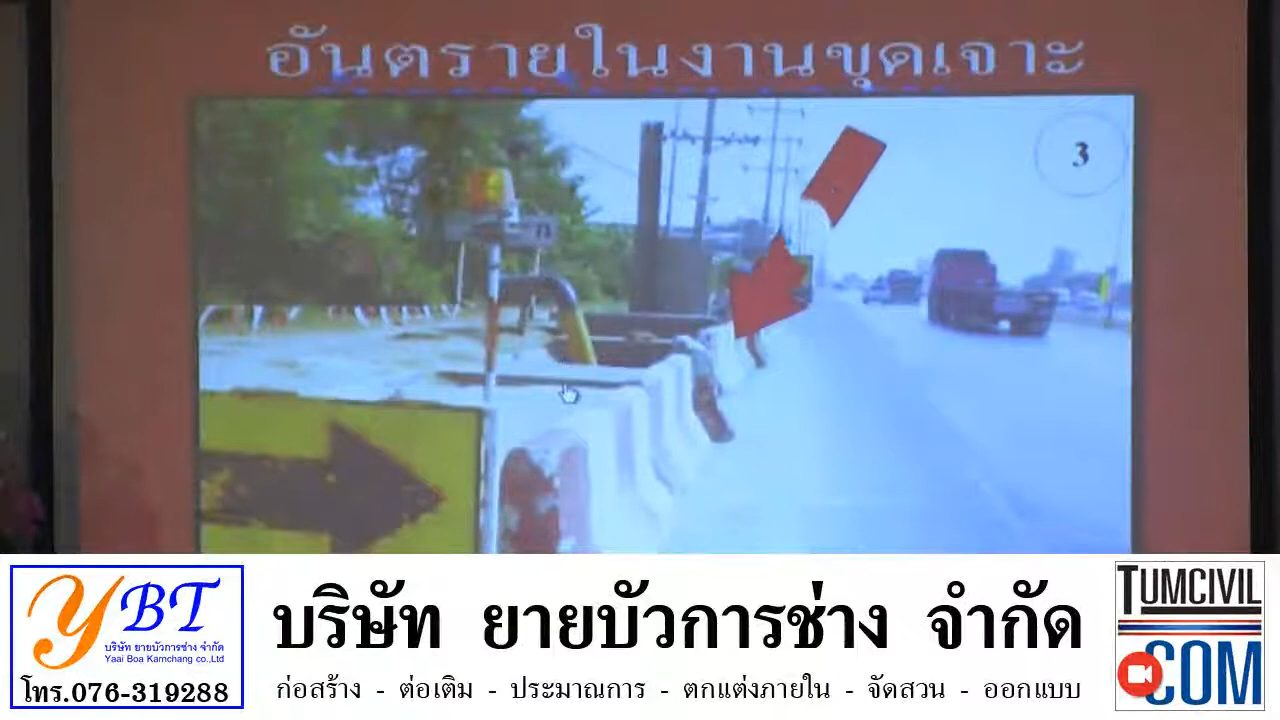 อันตรายในงานขุดเจาะ
3
YBT
บริษัท ยายบัวการช่าง จำกัด
Yaai Boa Karnchang co.,Ltd
โทร.076-319288
บริษัท ยายบัวการช่าง จำกัด
ก่อสร้าง - ต่อเติม - ประมาณการ - ตกแต่งภายใน - จัดสวน - ออกแบบ
TUMCIVIL
.COM